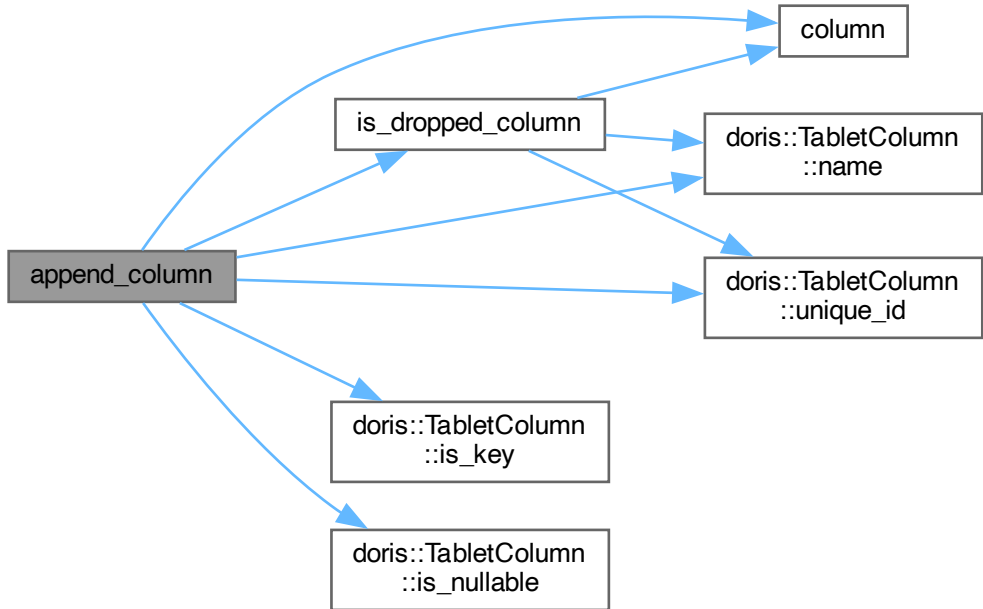 column
is_dropped_column
doris::TabletColumn
::name
append_column
doris::TabletColumn
::unique_id
doris::TabletColumn
::is_key
doris::TabletColumn
::is_nullable